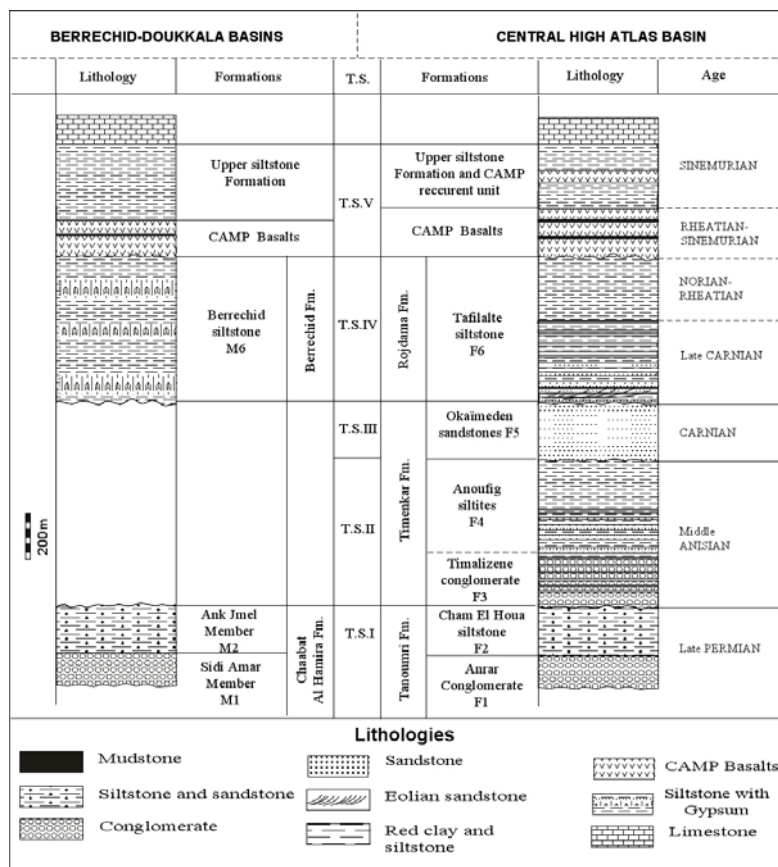 BERRECHID-DOUKKALA BASINS
CENTRAL HIGH ATLAS BASIN
Lithology
Formations
T.S.
Formations
Lithology
Age
Upper siltstone
Formation
CAMP Basalts
Berrechid
siltstone
M6
Berrechid Fm.
Ank Jmel
Member
M2
Sidi Amar
Member
M1
Chaabat
Al Hamira Fm.
T.S.V
T.S.IV
T.S.III
T.S.II
T.S.I
Upper siltstone
Formation and CAMP
reccurent unit
CAMP Basalts
Rojdama Fm.
Tafilalte
siltstone
F6
Timenkar Fm.
Okaïmeden
sandstones F5
Anoufig
siltites
F4
Timalizene
conglomerate
F3
Tanoumri Fm.
Cham El Houa
siltstone
F2
Anrar
Conglomerate
F1
SINEMURIAN
RHEATIAN-
SINEMURIAN
NORIAN-
RHEATIAN
Late CARNIAN
CARNIAN
Middle
ANISIAN
Late PERMIAN
200m
Lithologies
Mudstone
Siltstone and sandstone
Conglomerate
Sandstone
Eolian sandstone
Red clay and
siltstone
CAMP Basalts
Siltstone with
Gypsum
Limestone